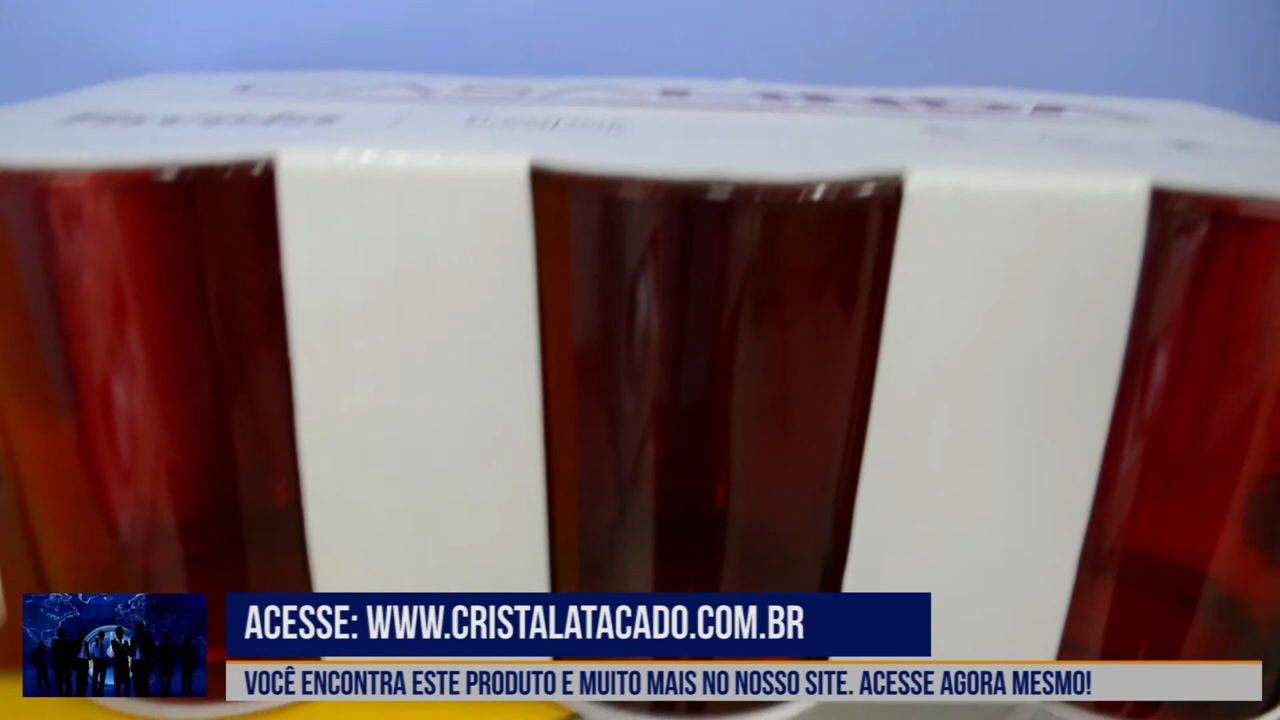 ACESSE: WWW.CRISTALATACADO.COM.BR
VOCÊ ENCONTRA ESTE PRODUTO E MUITO MAIS NO NOSSO SITE. ACESSE AGORA MESMO!